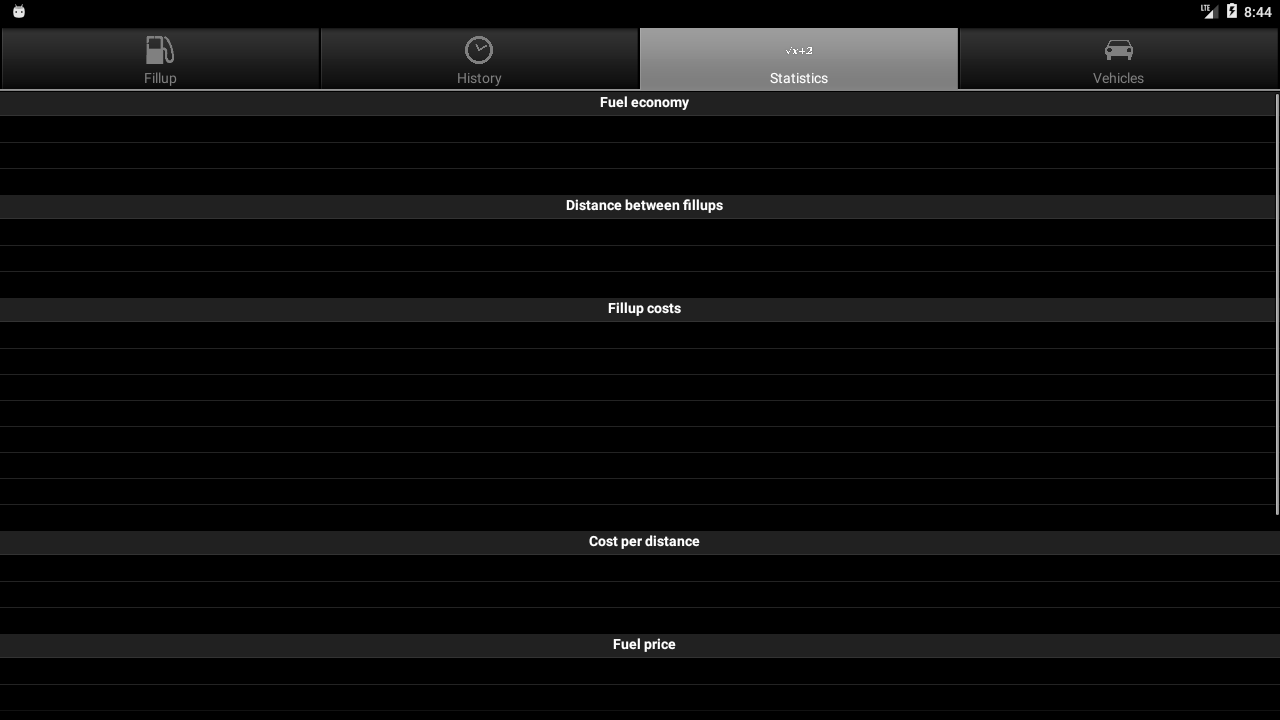 LTE 8:44
Fillup
History
√x+2
Statistics
Vehicles
Fuel economy
Distance between fillups
Fillup costs
Cost per distance
Fuel price